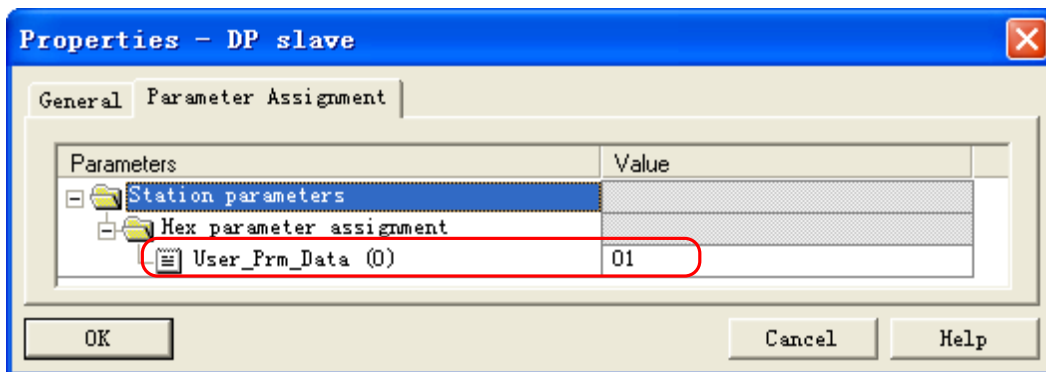 Properties - DP slave
General Parameter Assignment
Parameters Value
Station parameters
Hex parameter assignment
User_Prm_Data (0) 01
OK Cancel Help